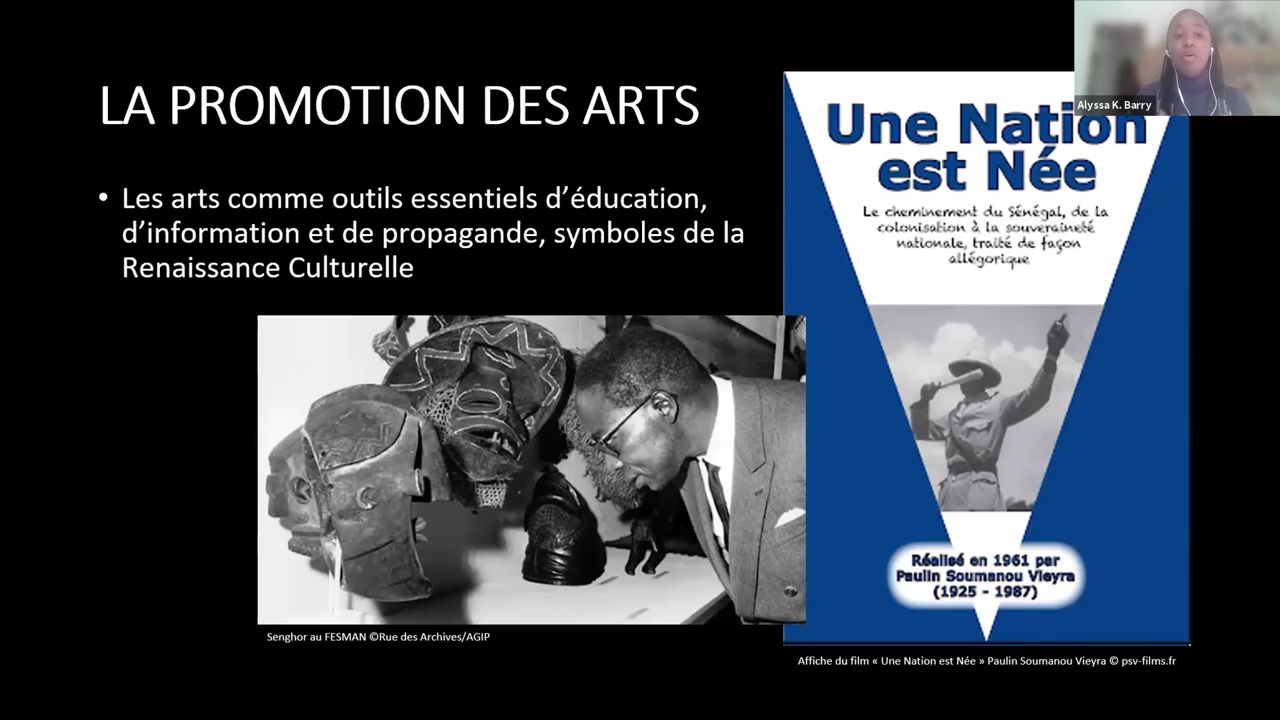 LA PROMOTION DES ARTS
• Les arts comme outils essentiels d’éducation,
d’information et de propagande, symboles de la
Renaissance Culturelle
Senghor au FESMAN ©Rue des Archives/AGIP
Alyssa K. Barry
Une Nation
est Née
Le cheminement du Sénégal, de la
colonisation à la souveraineté
nationale, traité de façon
allégorique
Réalisé en 1961 par
Paulin Soumanou Vieyra
(1925 - 1987)
Affiche du film « Une Nation est Née » Paulin Soumanou Vieyra © psv-films.fr